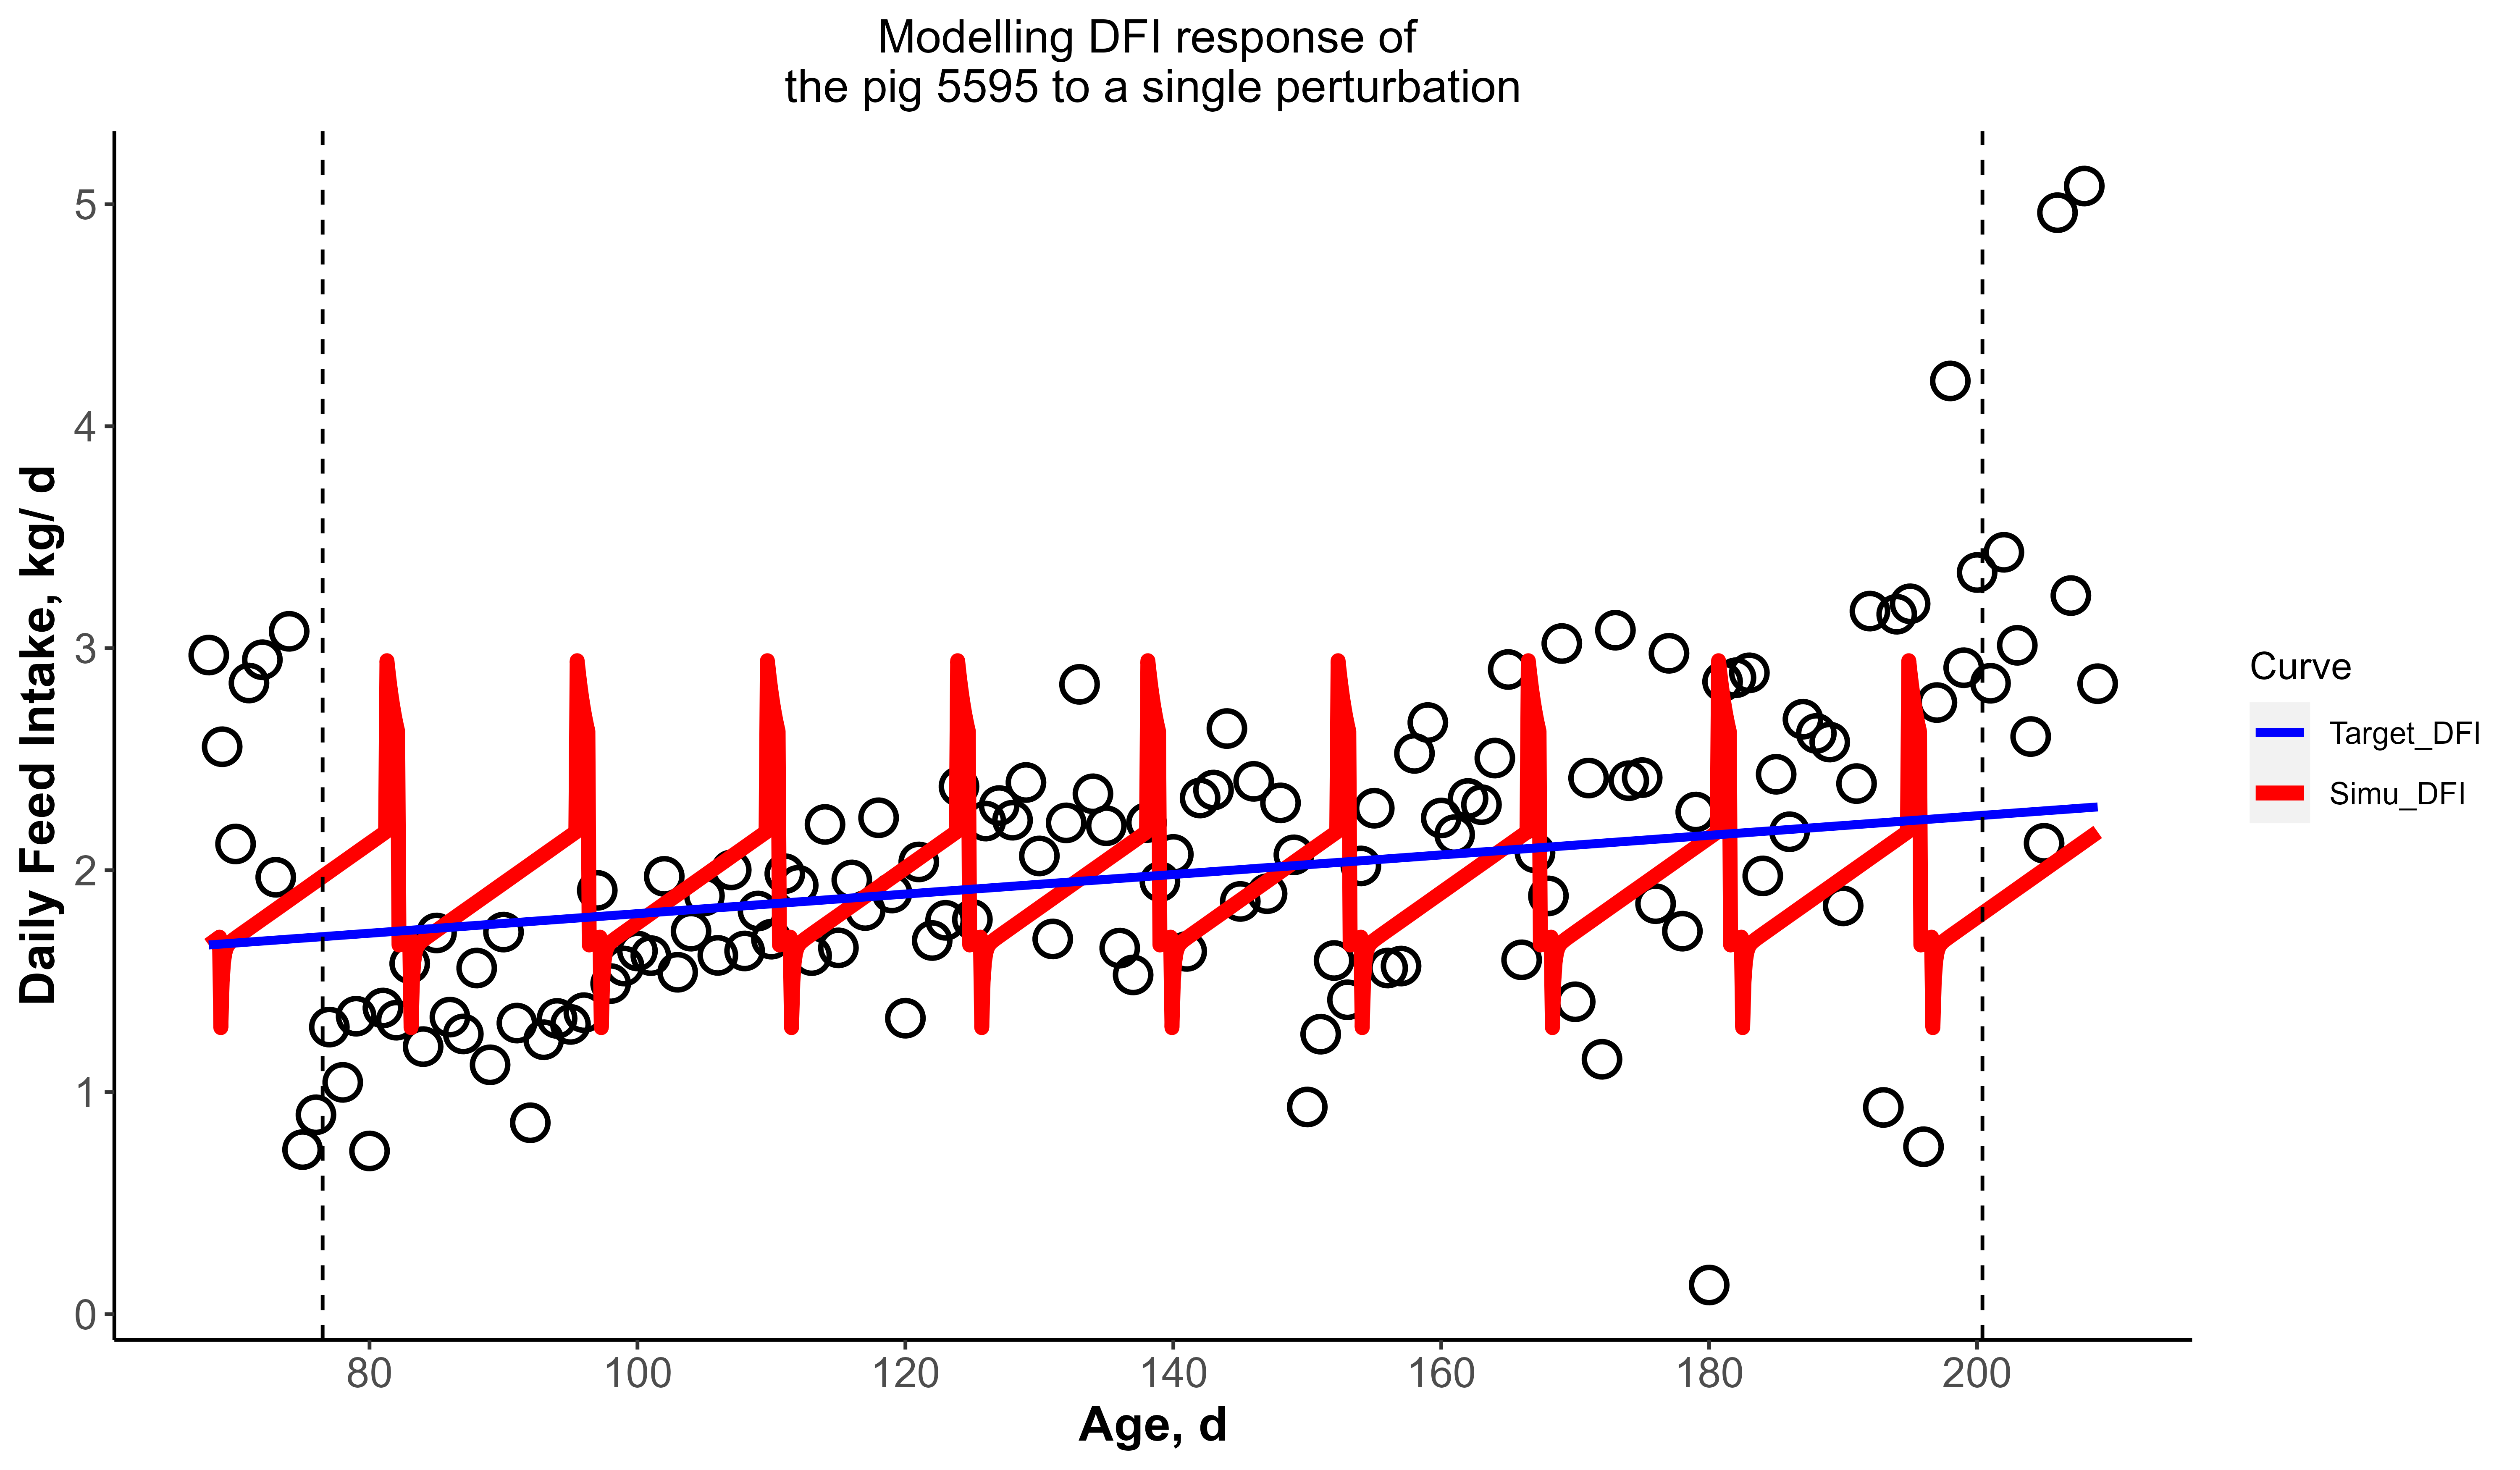 Modelling DFI response of
the pig 5595 to a single perturbation
Daily Feed Intake, kg/ d
5
4
3
2
1
0
80 100 120 140 160 180 200
Age, d
Curve
Target_DFI
Simu_DFI